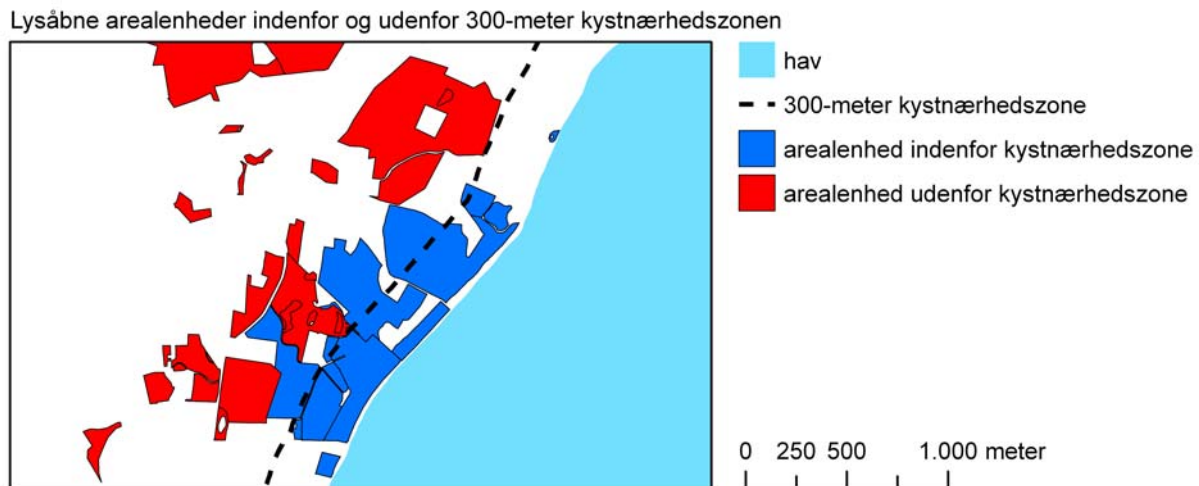 Lysåbne arealenheder indenfor og udenfor 300-meter kystnærhedszonen
hav
300-meter kystnærhedszone
arealenhed indenfor kystnærhedszone
arealenhed udenfor kystnærhedszone
0 250 500 1.000 meter